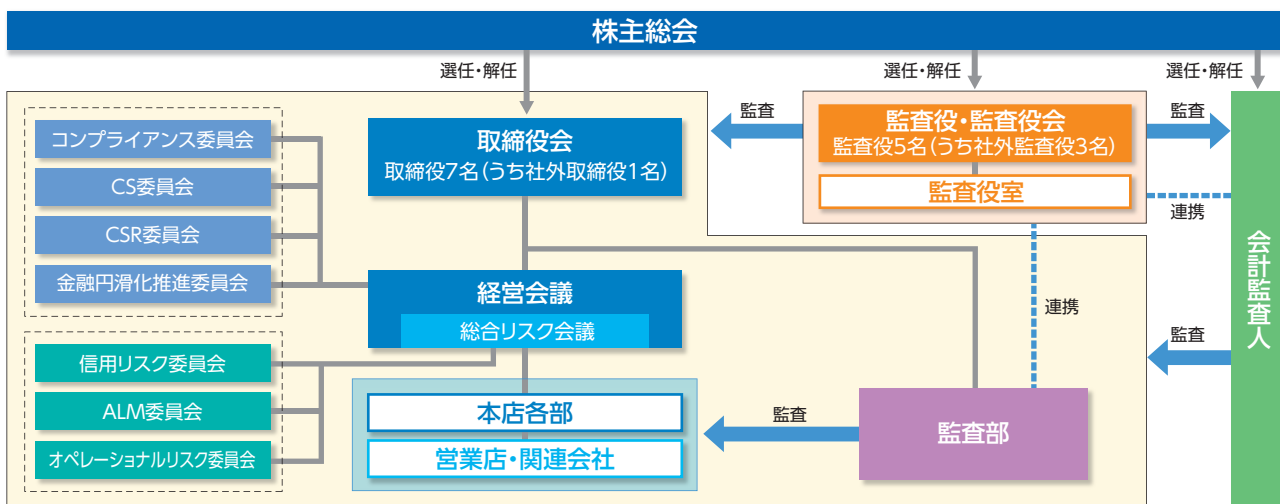 株主総会
選任・解任
選任・解任
選任・解任
コンプライアンス委員会
CS委員会
CSR委員会
金融円滑化推進委員会
取締役会
取締役7名(うち社外取締役1名)
監査
監査役・監査役会
監査役5名(うち社外監査役3名)
監査役室
監査
連携
会計監査人
経営会議
総合リスク会議
連携
監査
信用リスク委員会
ALM委員会
オペレーショナルリスク委員会
本店各部
営業店・関連会社
監査
監査部